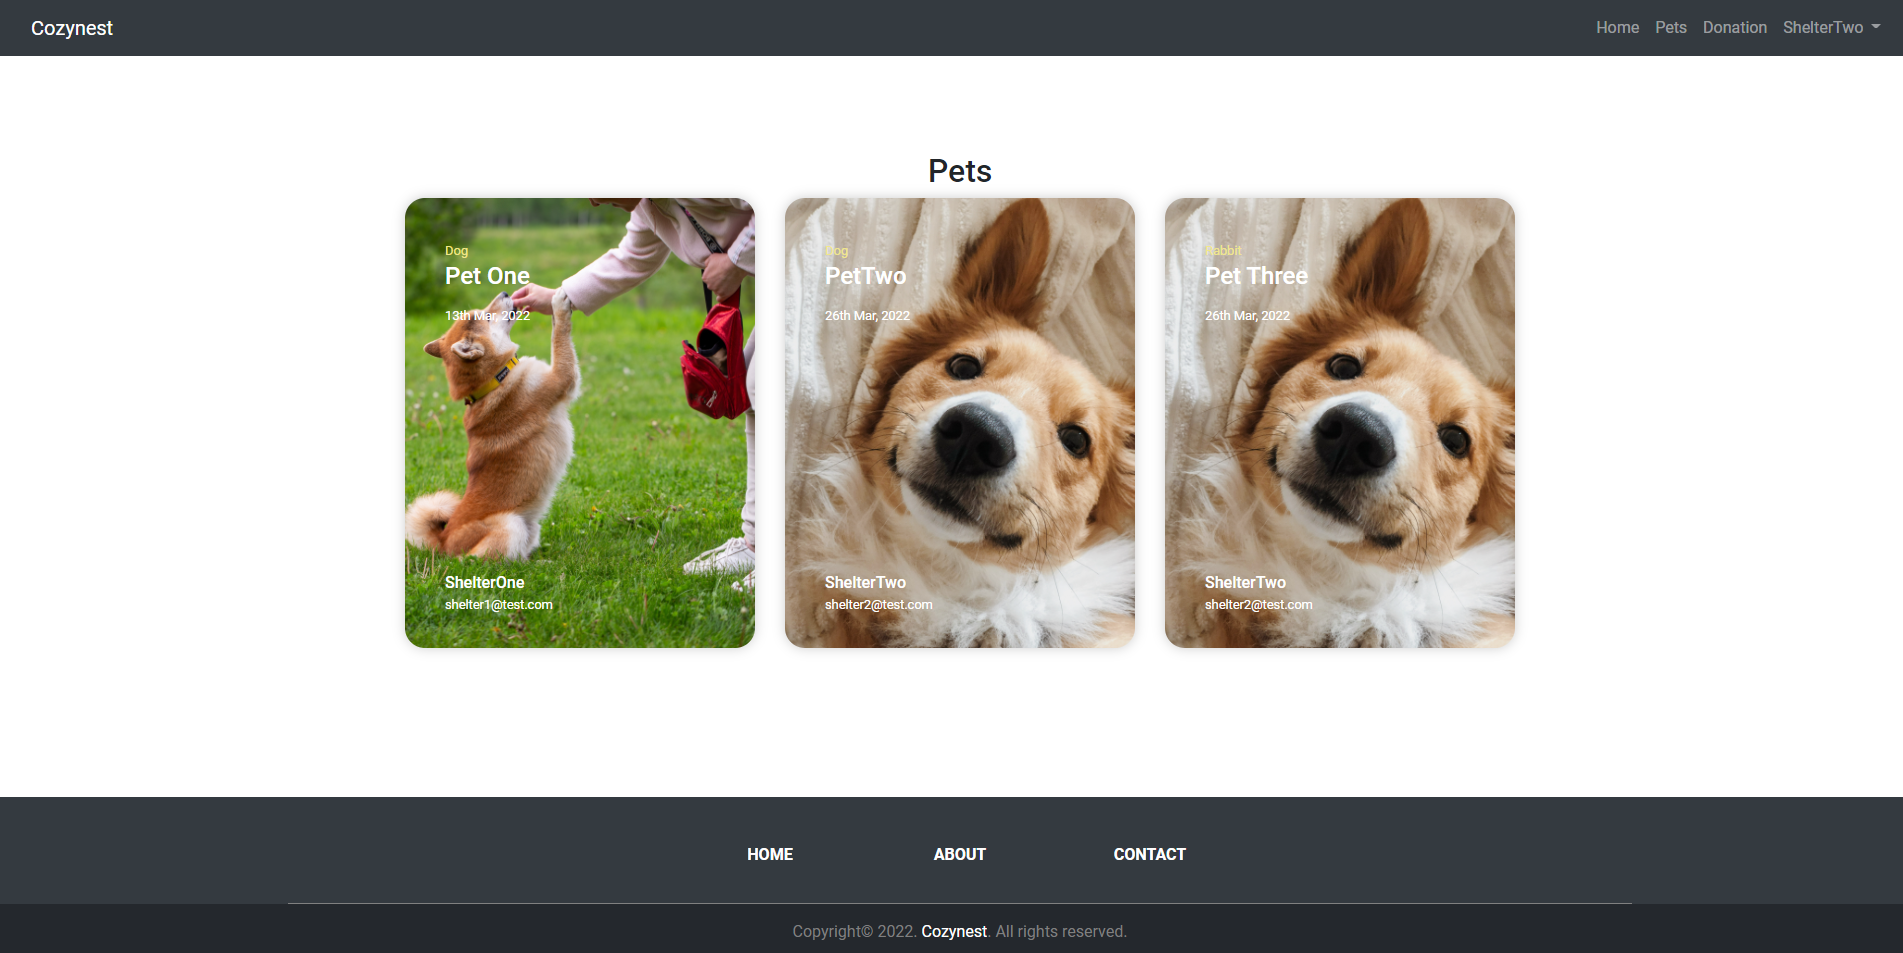 Cozynest
Home Pets Donation ShelterTwo
Pets
Dog
Pet One
13th Mar, 2022
ShelterOne
shelter1@test.com
Dog
PetTwo
26th Mar, 2022
ShelterTwo
shelter2@test.com
Rabbit
Pet Three
26th Mar, 2022
ShelterTwo
shelter2@test.com
HOME ABOUT CONTACT
Copyright© 2022. Cozynest. All rights reserved.